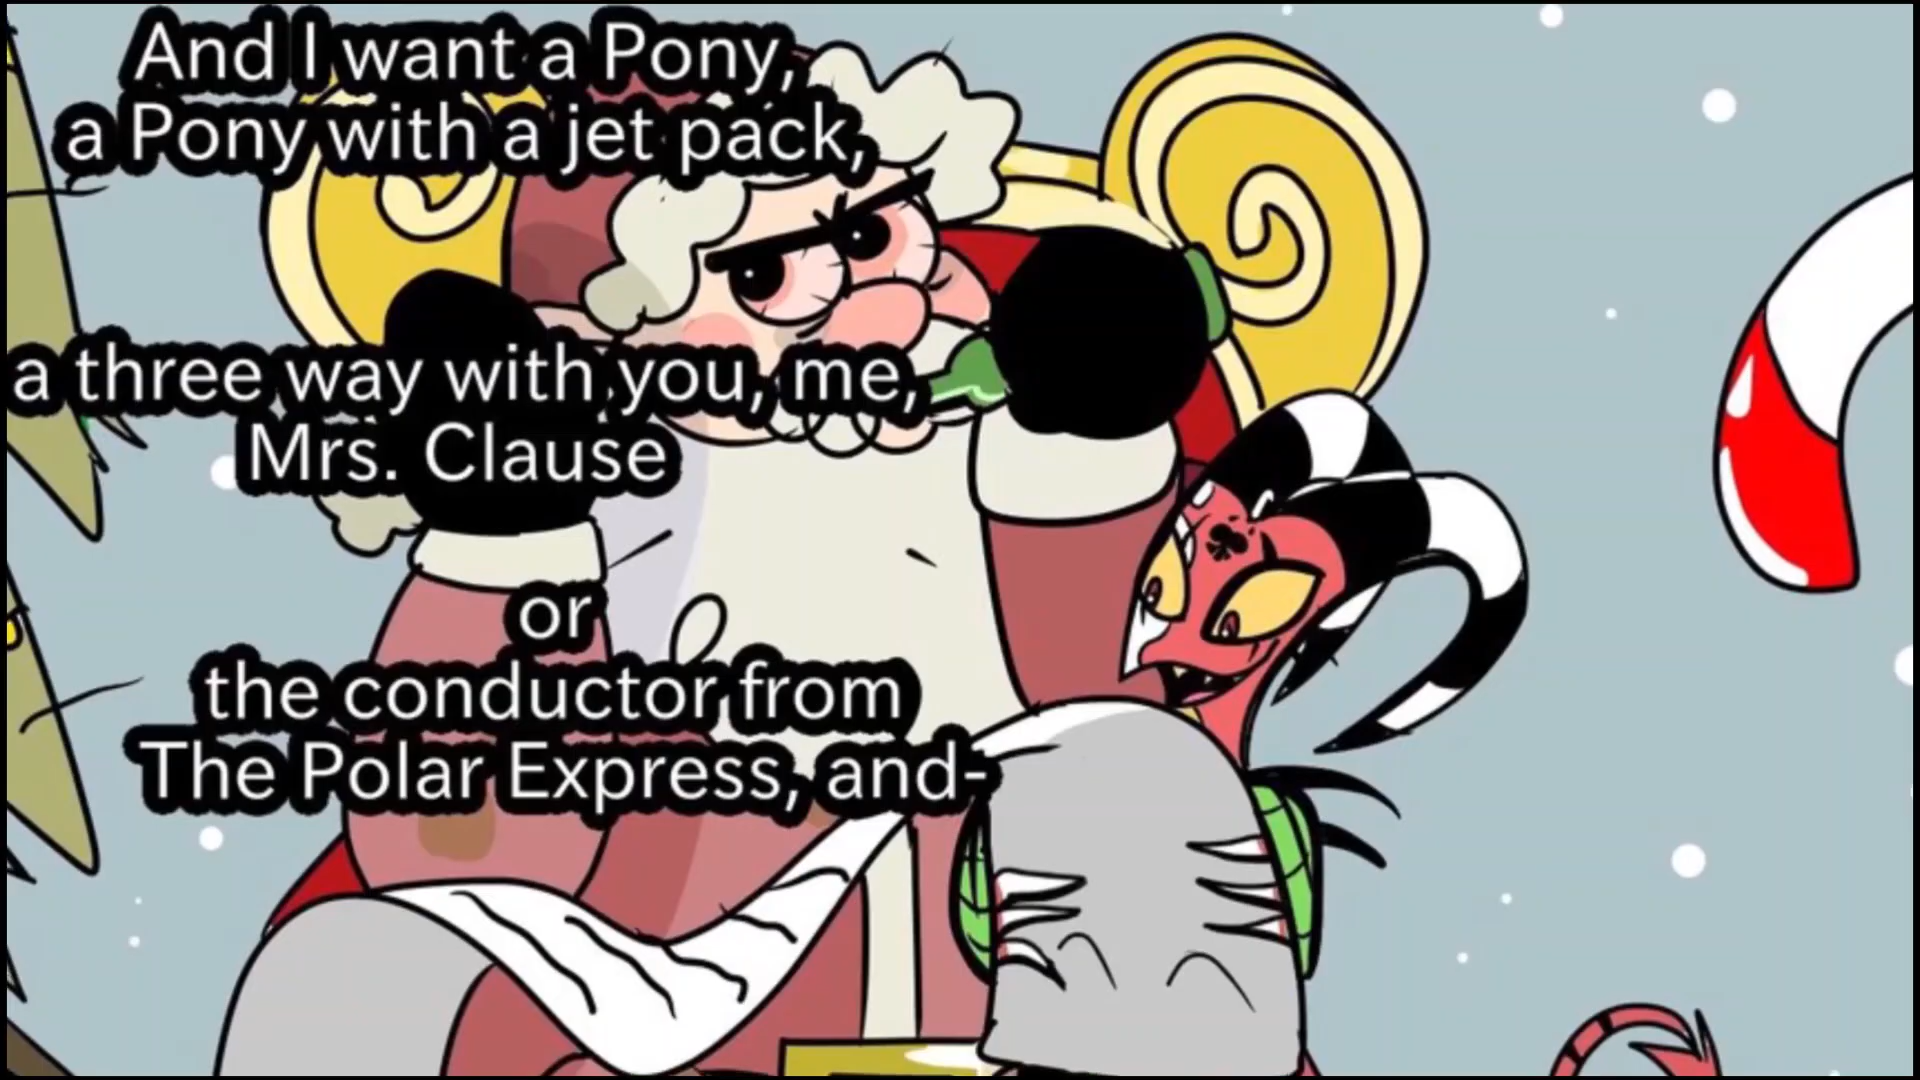 And I want a Pony,
a Pony with a jet pack,
a three way with you, me,
Mrs. Clause
or
the conductor from
The Polar Express, and-